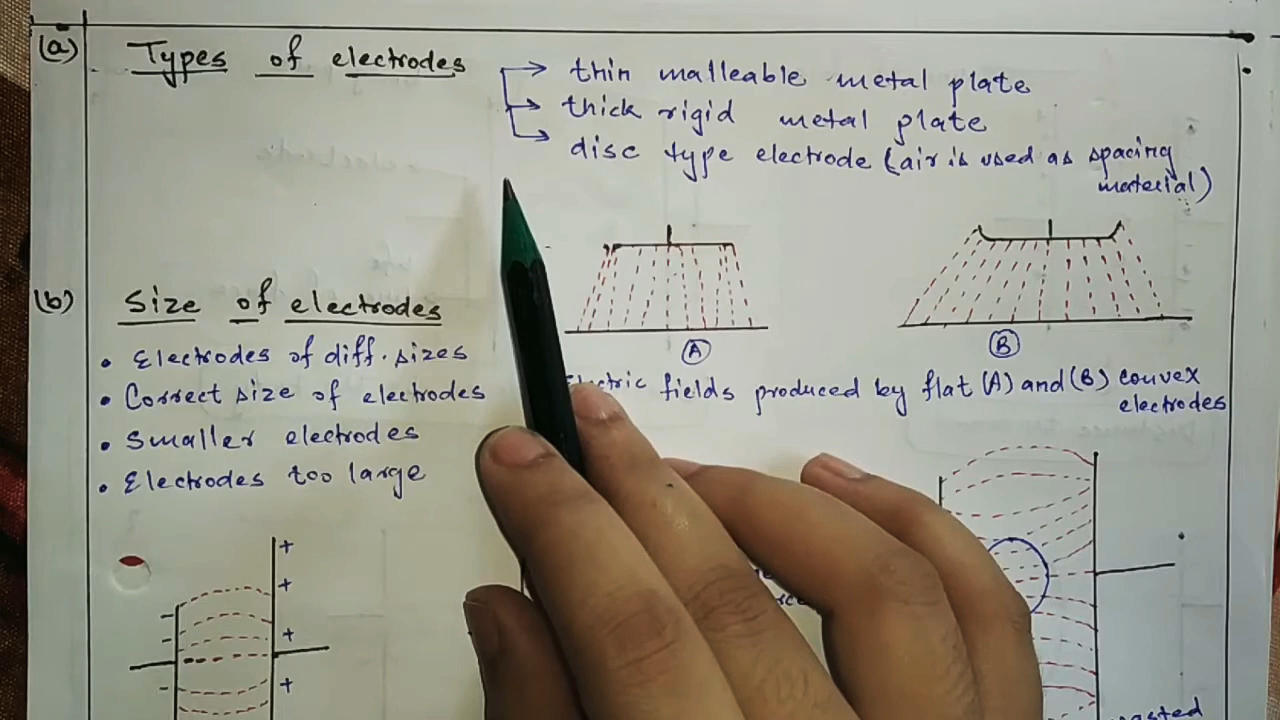 (a) Types of electrodes
thin malleable metal plate
thick rigid metal plate
disc type electrode (air is used as spacing
material)
A
B
Electric fields produced by flat (A) and (B) convex
electrodes
(b) Size of electrodes
• Electrodes of diff. sizes
• Correct size of electrodes
• Smaller electrodes
• Electrodes too large
+
+
+
+
-
-
-